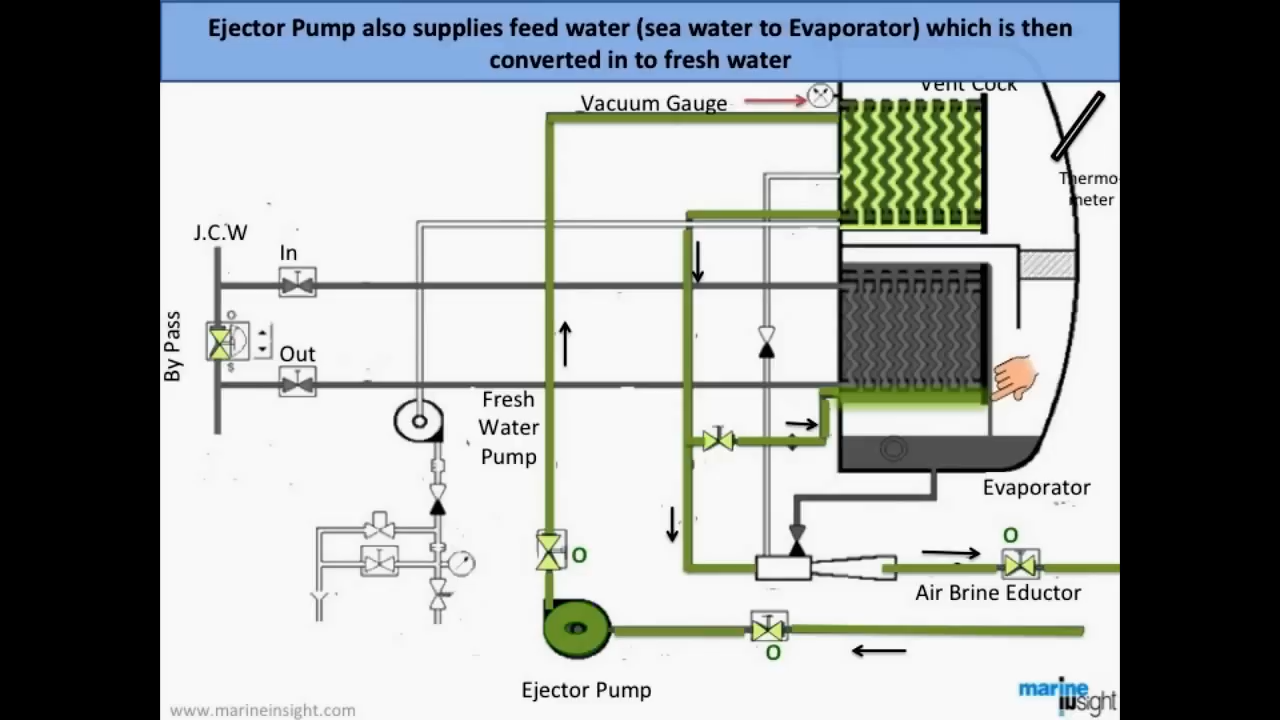 Ejector Pump also supplies feed water (sea water to Evaporator) which is then
converted in to fresh water
Vent Cock
Vacuum Gauge
Thermo-
meter
J.C.W
In
O
By Pass
S
Out
Fresh
Water
Pump
Evaporator
O
O
Air Brine Eductor
O
Ejector Pump
marine
insight
www.marineinsight.com